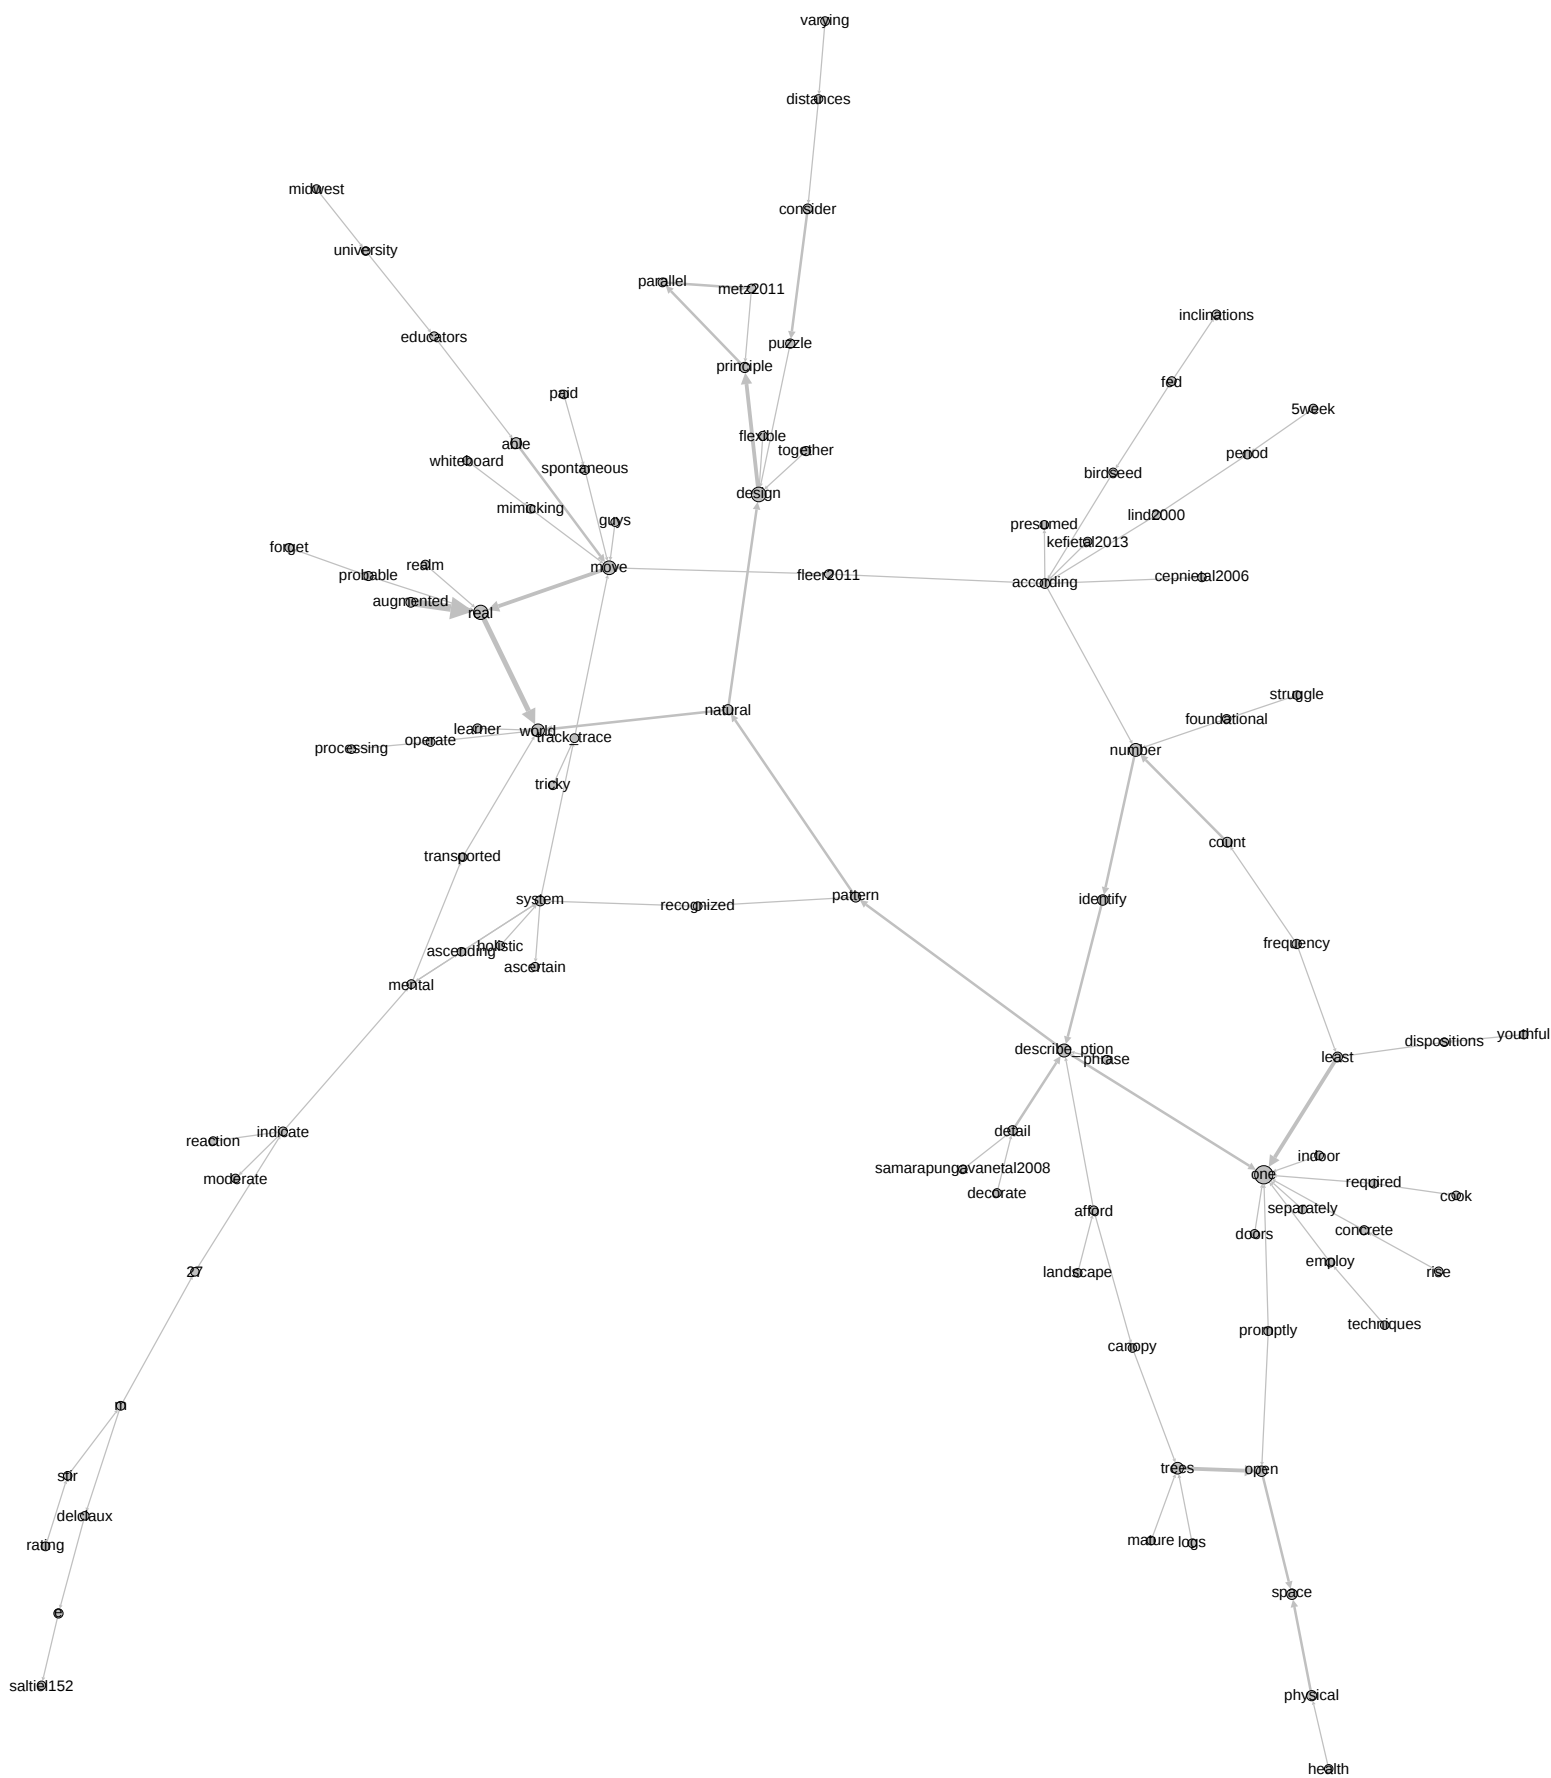 varying
distances
midwest
consider
university
parallel
metz2011
inclinations
educators
puzzle
principle
fed
paid
5week
able
flexible
together
whiteboard
spontaneous
period
birdseed
design
mimicking
lind2000
guys
presomed
kefietal2013
forget
realm
probable
move
fleer2011
according
cepnietal2006
augmented
real
struggle
natural
foundational
learner
world
track_trace
operate
processing
number
tricky
count
transported
system
recognized
pattern
identify
ascending
holistic
frequency
ascertain
mental
youthful
dispositions
describe_ption
phrase
least
reaction
indicate
detail
indoor
samarapungavanetal2008
one
moderate
required
decorate
cook
afford
separately
doors
concrete
employ
27
landscape
rise
promptly
techniques
canopy
m
trees
open
stir
delclaux
mature
logs
rating
space
e
saltiel152
physical
health